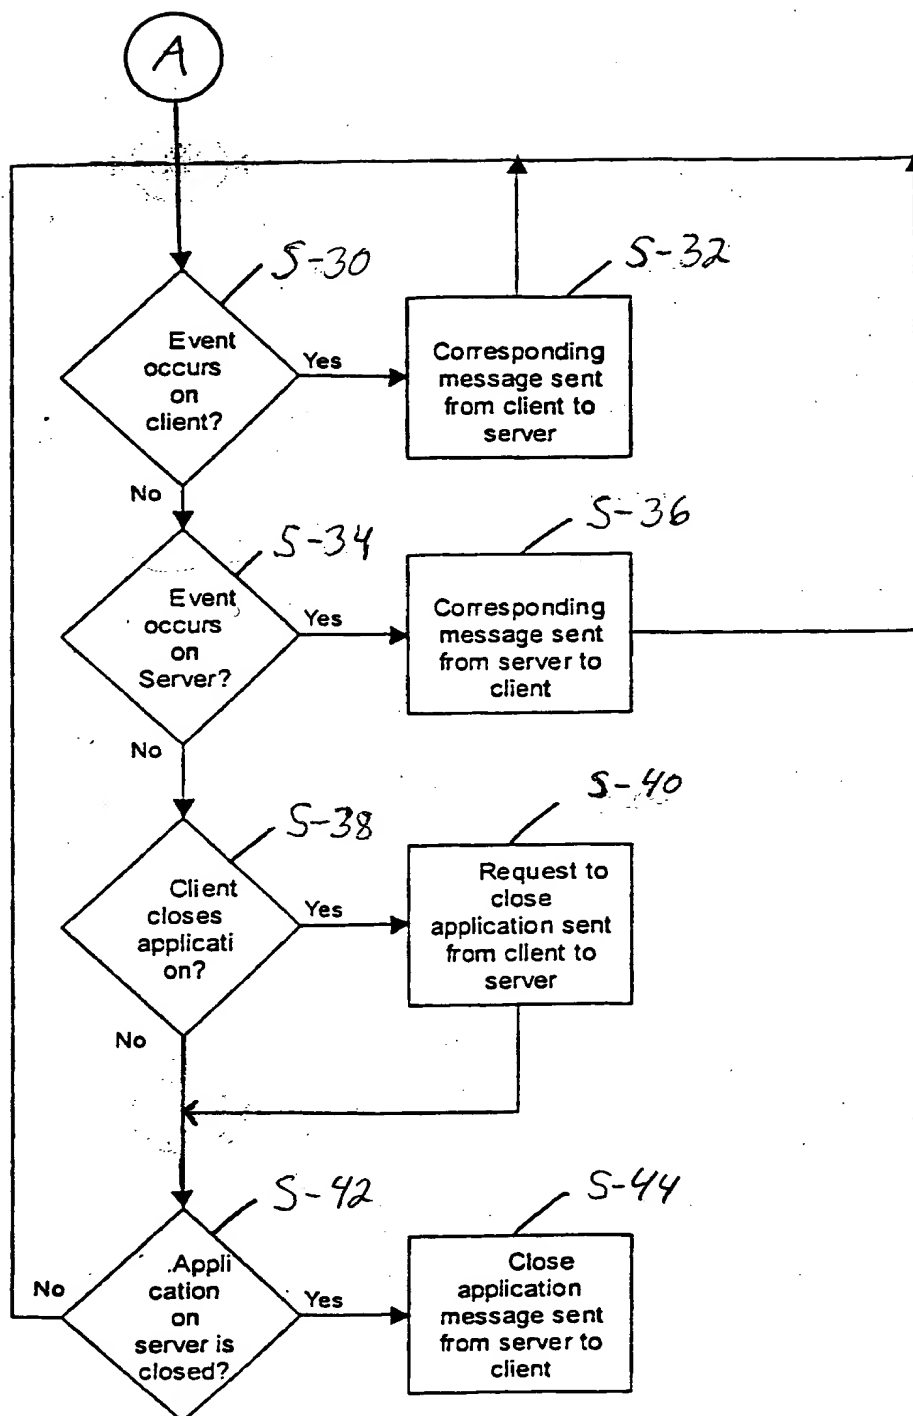 A
S-30
Event
occurs
on
client?
Yes
No
S-32
Corresponding
message sent
from client to
server
S-34
Event
occurs
on
Server?
Yes
No
S-36
Corresponding
message sent
from server to
client
S-38
Client
closes
applicati
on?
Yes
No
S-40
Request to
close
application sent
from client to
server
S-42
Appli
cation
on
server is
closed?
No
Yes
S-44
Close
application
message sent
from server to
client